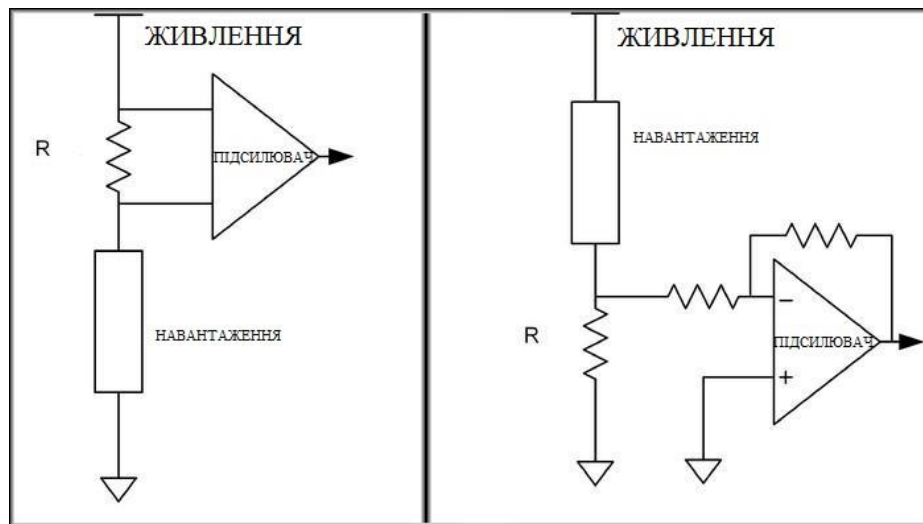 ЖИВЛЕННЯ
R
ПІДСИЛЮВАЧ
НАВАНТАЖЕННЯ
ЖИВЛЕННЯ
НАВАНТАЖЕННЯ
R
−
ПІДСИЛЮВАЧ
+